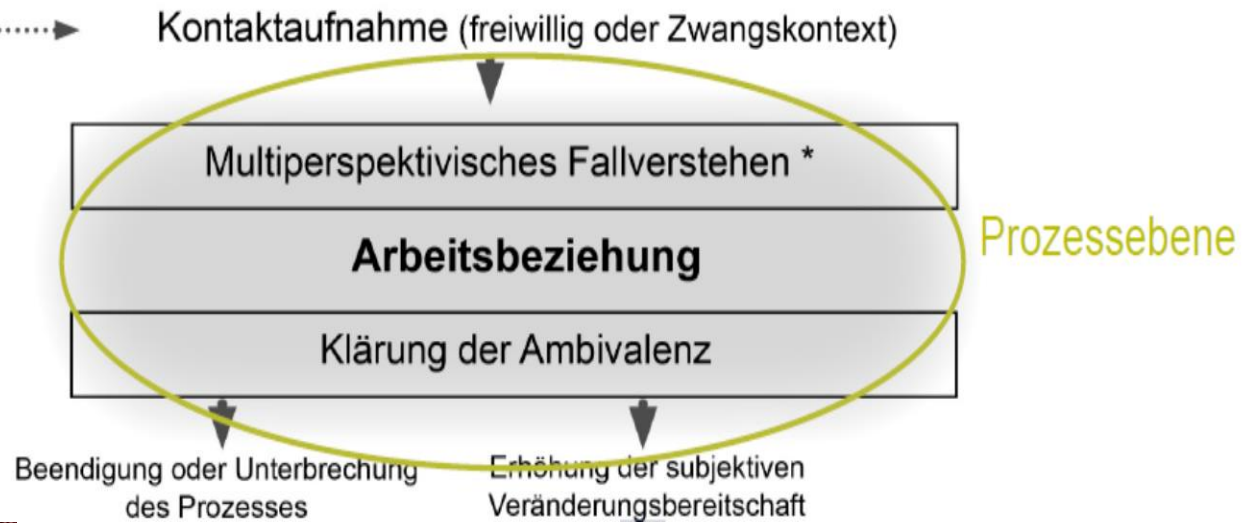 Kontaktaufnahme (freiwillig oder Zwangskontext)
Multiperspektivisches Fallverstehen *
Arbeitsbeziehung
Prozessebene
Klärung der Ambivalenz
Beendigung oder Unterbrechung
des Prozesses
Erhöhung der subjektiven
Veränderungsbereitschaft